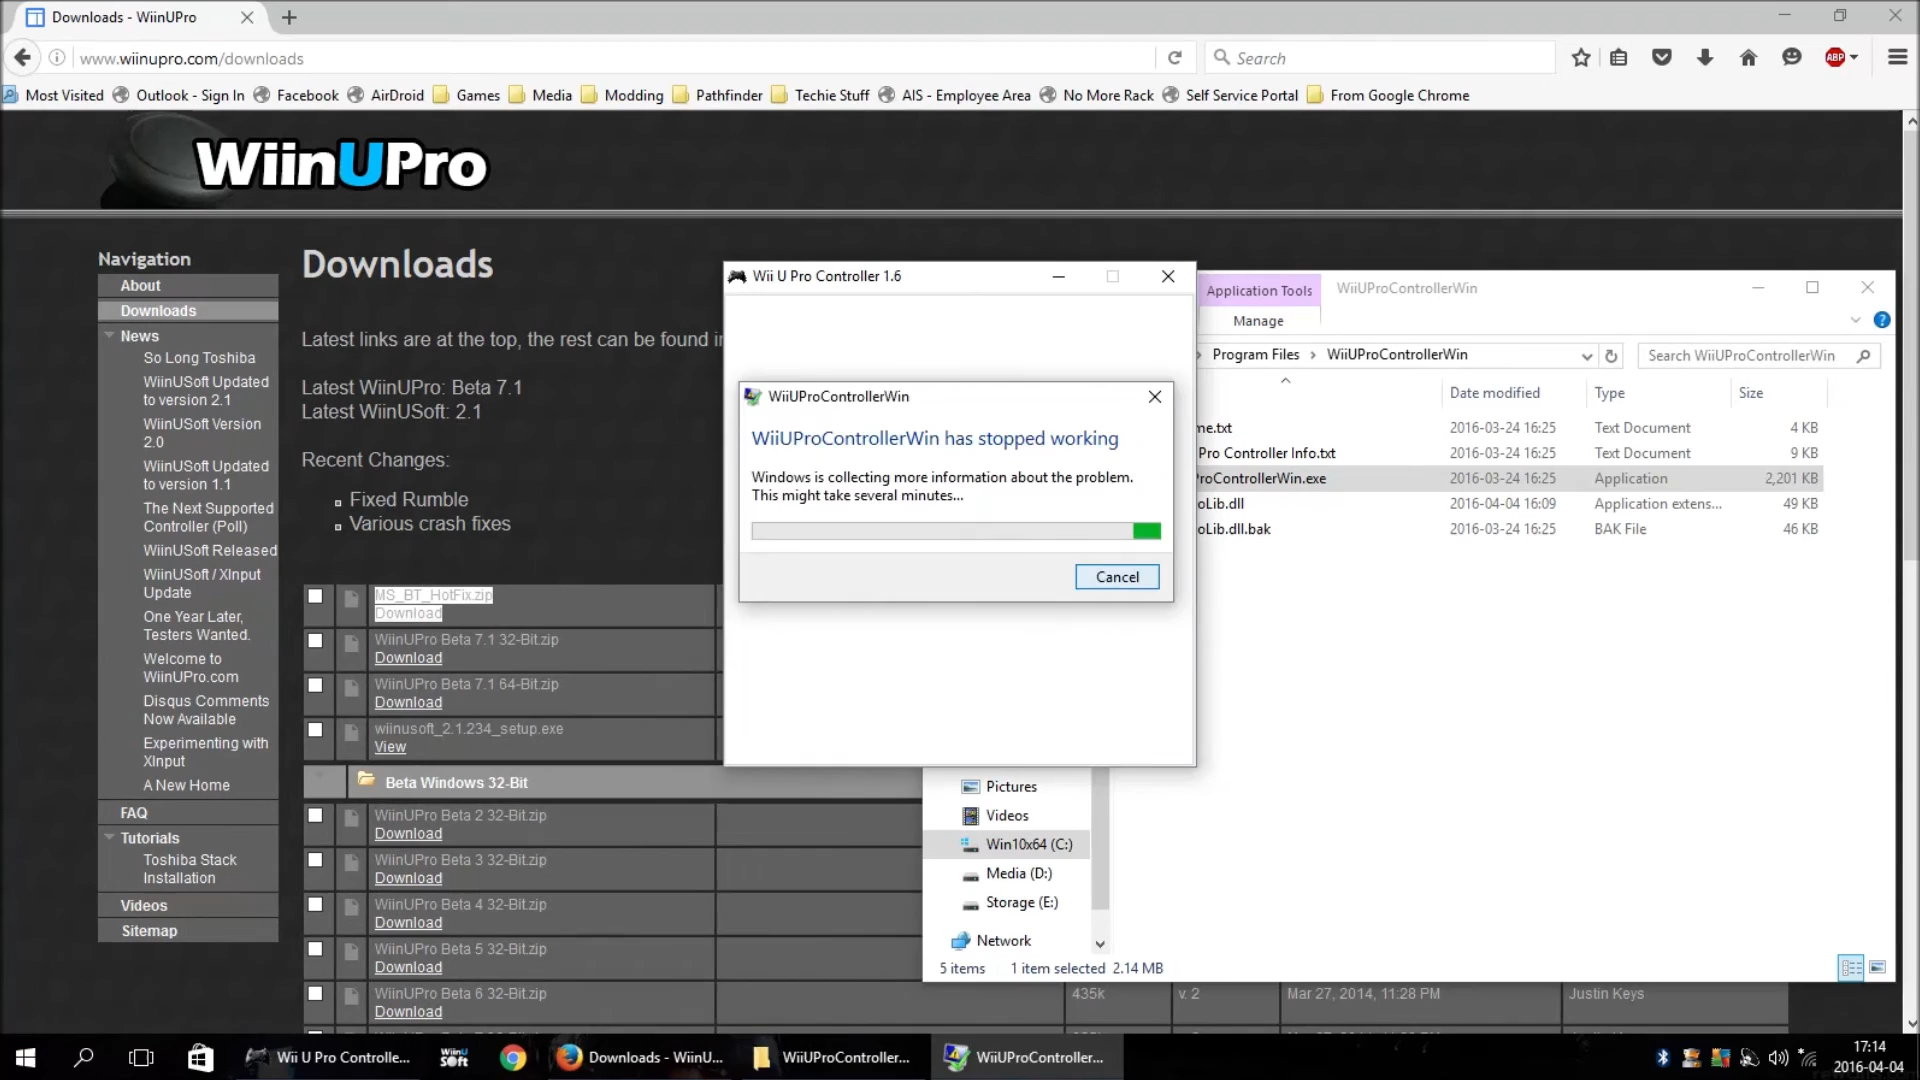 Downloads - WiinUPro
www.wiinupro.com/downloads
Search
ABP
Most Visited
Outlook - Sign In
Facebook
AirDroid
Games
Media
Modding
Pathfinder
Techie Stuff
AIS - Employee Area
No More Rack
Self Service Portal
From Google Chrome
WiinUPro
Navigation
About
Downloads
News
So Long Toshiba
WiinUSoft Updated
to version 2.1
WiinUSoft Version
2.0
WiinUSoft Updated
to version 1.1
The Next Supported
Controller (Poll)
WiinUSoft Released
WiinUSoft / XInput
Update
One Year Later,
Testers Wanted.
Welcome to
WiinUPro.com
Disqus Comments
Now Available
Experimenting with
XInput
A New Home
FAQ
Tutorials
Toshiba Stack
Installation
Videos
Sitemap
Downloads
Latest links are at the top, the rest can be found in
Latest WiinUPro: Beta 7.1
Latest WiinUSoft: 2.1
Recent Changes:
Fixed Rumble
Various crash fixes
MS_BT_HotFix.zip
Download
WiinUPro Beta 7.1 32-Bit.zip
Download
WiinUPro Beta 7.1 64-Bit.zip
Download
wiinusoft_2.1.234_setup.exe
View
Beta Windows 32-Bit
WiinUPro Beta 2 32-Bit.zip
Download
WiinUPro Beta 3 32-Bit.zip
Download
WiinUPro Beta 4 32-Bit.zip
Download
WiinUPro Beta 5 32-Bit.zip
Download
WiinUPro Beta 6 32-Bit.zip
Download
435k
v. 2
Mar 27, 2014, 11:28 PM
Justin Keys
Wii U Pro Controller 1.6
WiiUProControllerWin
WiiUProControllerWin has stopped working
Windows is collecting more information about the problem.
This might take several minutes...
Cancel
Application Tools
WiiUProControllerWin
Manage
Program Files
WiiUProControllerWin
Search WiiUProControllerWin
Date modified
Type
Size
me.txt
2016-03-24 16:25
Text Document
4 KB
Pro Controller Info.txt
2016-03-24 16:25
Text Document
9 KB
ProControllerWin.exe
2016-03-24 16:25
Application
2,201 KB
oLib.dll
2016-04-04 16:09
Application extens...
49 KB
oLib.dll.bak
2016-03-24 16:25
BAK File
46 KB
Pictures
Videos
Win10x64 (C:)
Media (D:)
Storage (E:)
Network
5 items
1 item selected 2.14 MB
Wii U Pro Controlle...
WiinU
SOft
Downloads - WiinU...
WiiUProController...
WiiUProController...
17:14
2016-04-04